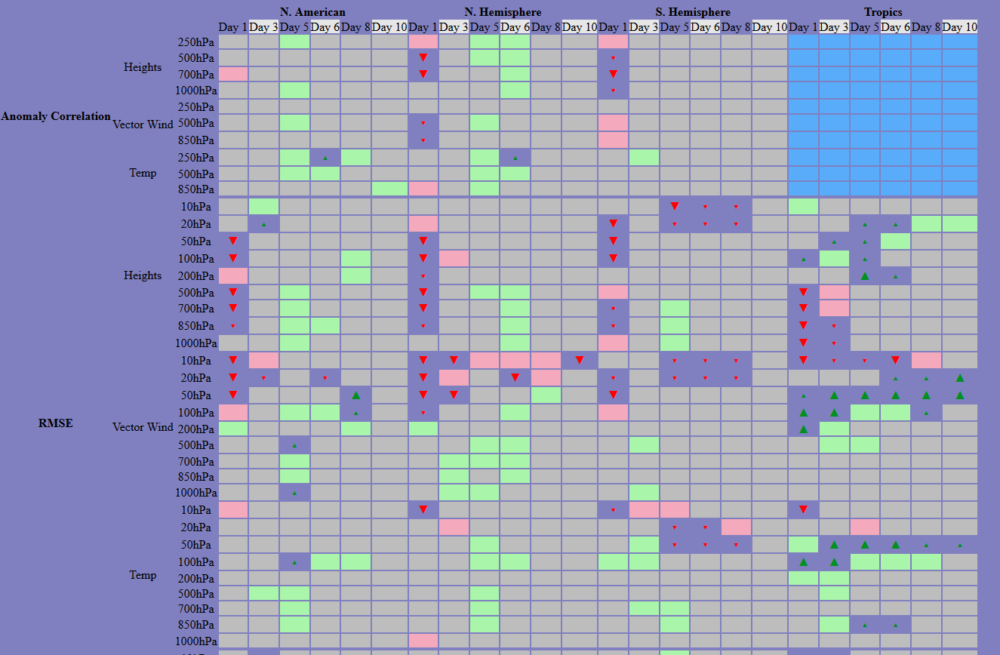 N. American N. Hemisphere S. Hemisphere Tropics
Day 1 Day 3 Day 5 Day 6 Day 8 Day 10 Day 1 Day 3 Day 5 Day 6 Day 8 Day 10 Day 1 Day 3 Day 5 Day 6 Day 8 Day 10 Day 1 Day 3 Day 5 Day 6 Day 8 Day 10
Anomaly Correlation
Heights
250hPa
500hPa
700hPa
1000hPa
Vector Wind
250hPa
500hPa
850hPa
Temp
250hPa
500hPa
850hPa
RMSE
Heights
10hPa
20hPa
50hPa
100hPa
200hPa
500hPa
700hPa
850hPa
1000hPa
Vector Wind
10hPa
20hPa
50hPa
100hPa
200hPa
500hPa
700hPa
850hPa
1000hPa
Temp
10hPa
20hPa
50hPa
100hPa
200hPa
500hPa
700hPa
850hPa
1000hPa